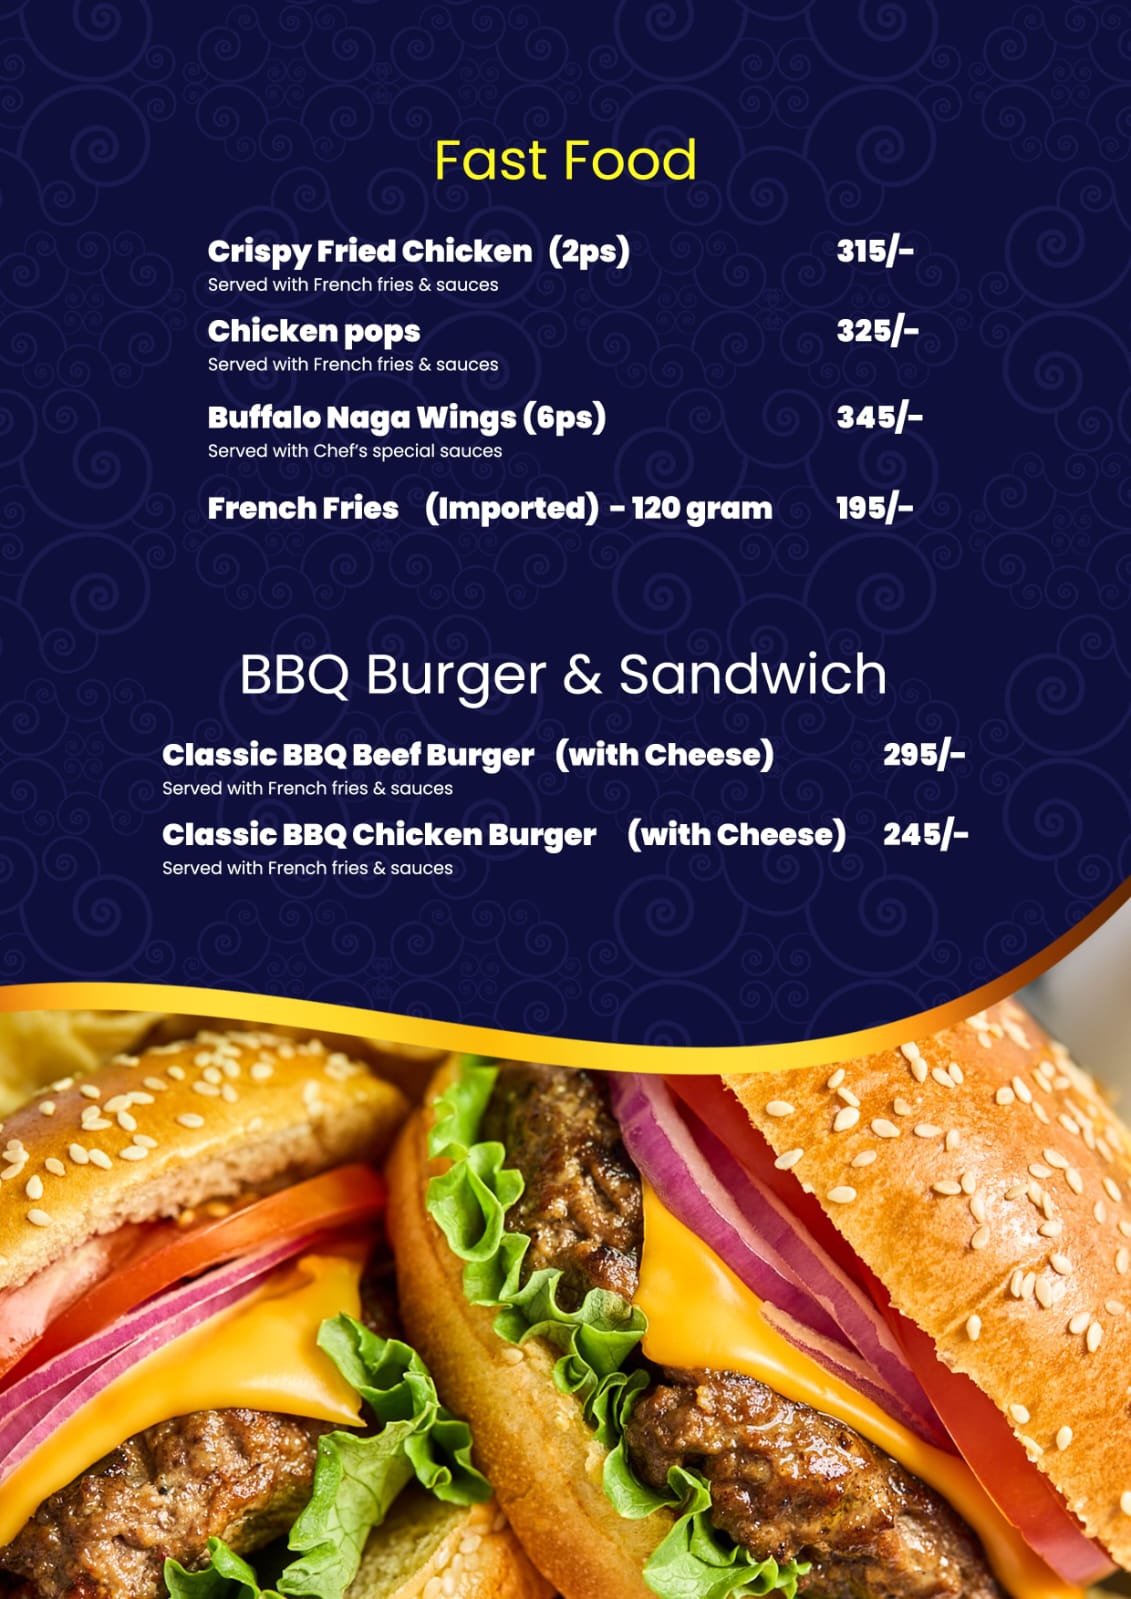 Fast Food
Crispy Fried Chicken (2ps) 315/-
Served with French fries & sauces
Chicken pops 325/-
Served with French fries & sauces
Buffalo Naga Wings (6ps) 345/-
Served with Chef's special sauces
French Fries (Imported) - 120 gram 195/-
BBQ Burger & Sandwich
Classic BBQ Beef Burger (with Cheese) 295/-
Served with French fries & sauces
Classic BBQ Chicken Burger (with Cheese) 245/-
Served with French fries & sauces